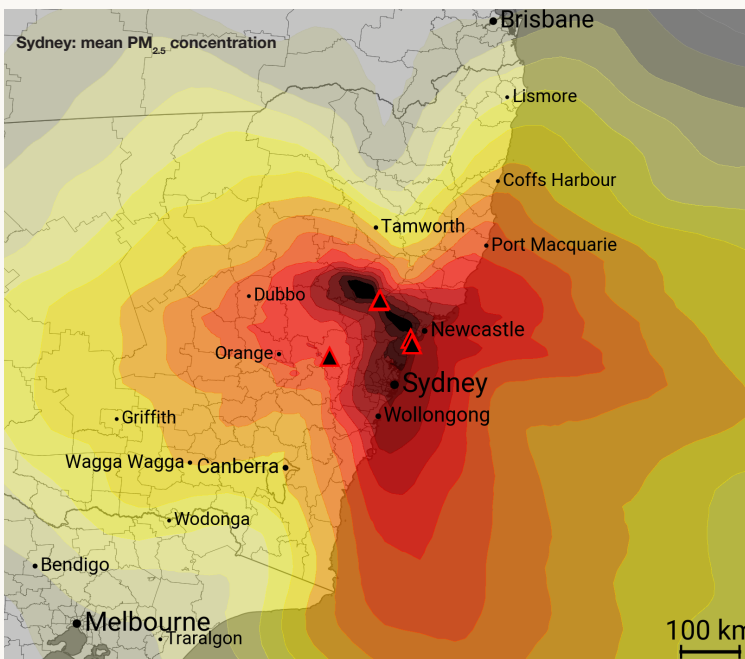 Brisbane
Sydney: mean PM2.5 concentration
Lismore
Coffs Harbour
Tamworth
Port Macquarie
Dubbo
Newcastle
Orange
Sydney
Wollongong
Griffith
Wagga Wagga
Canberra
Wodonga
Bendigo
Melbourne
Traralgon
100 km